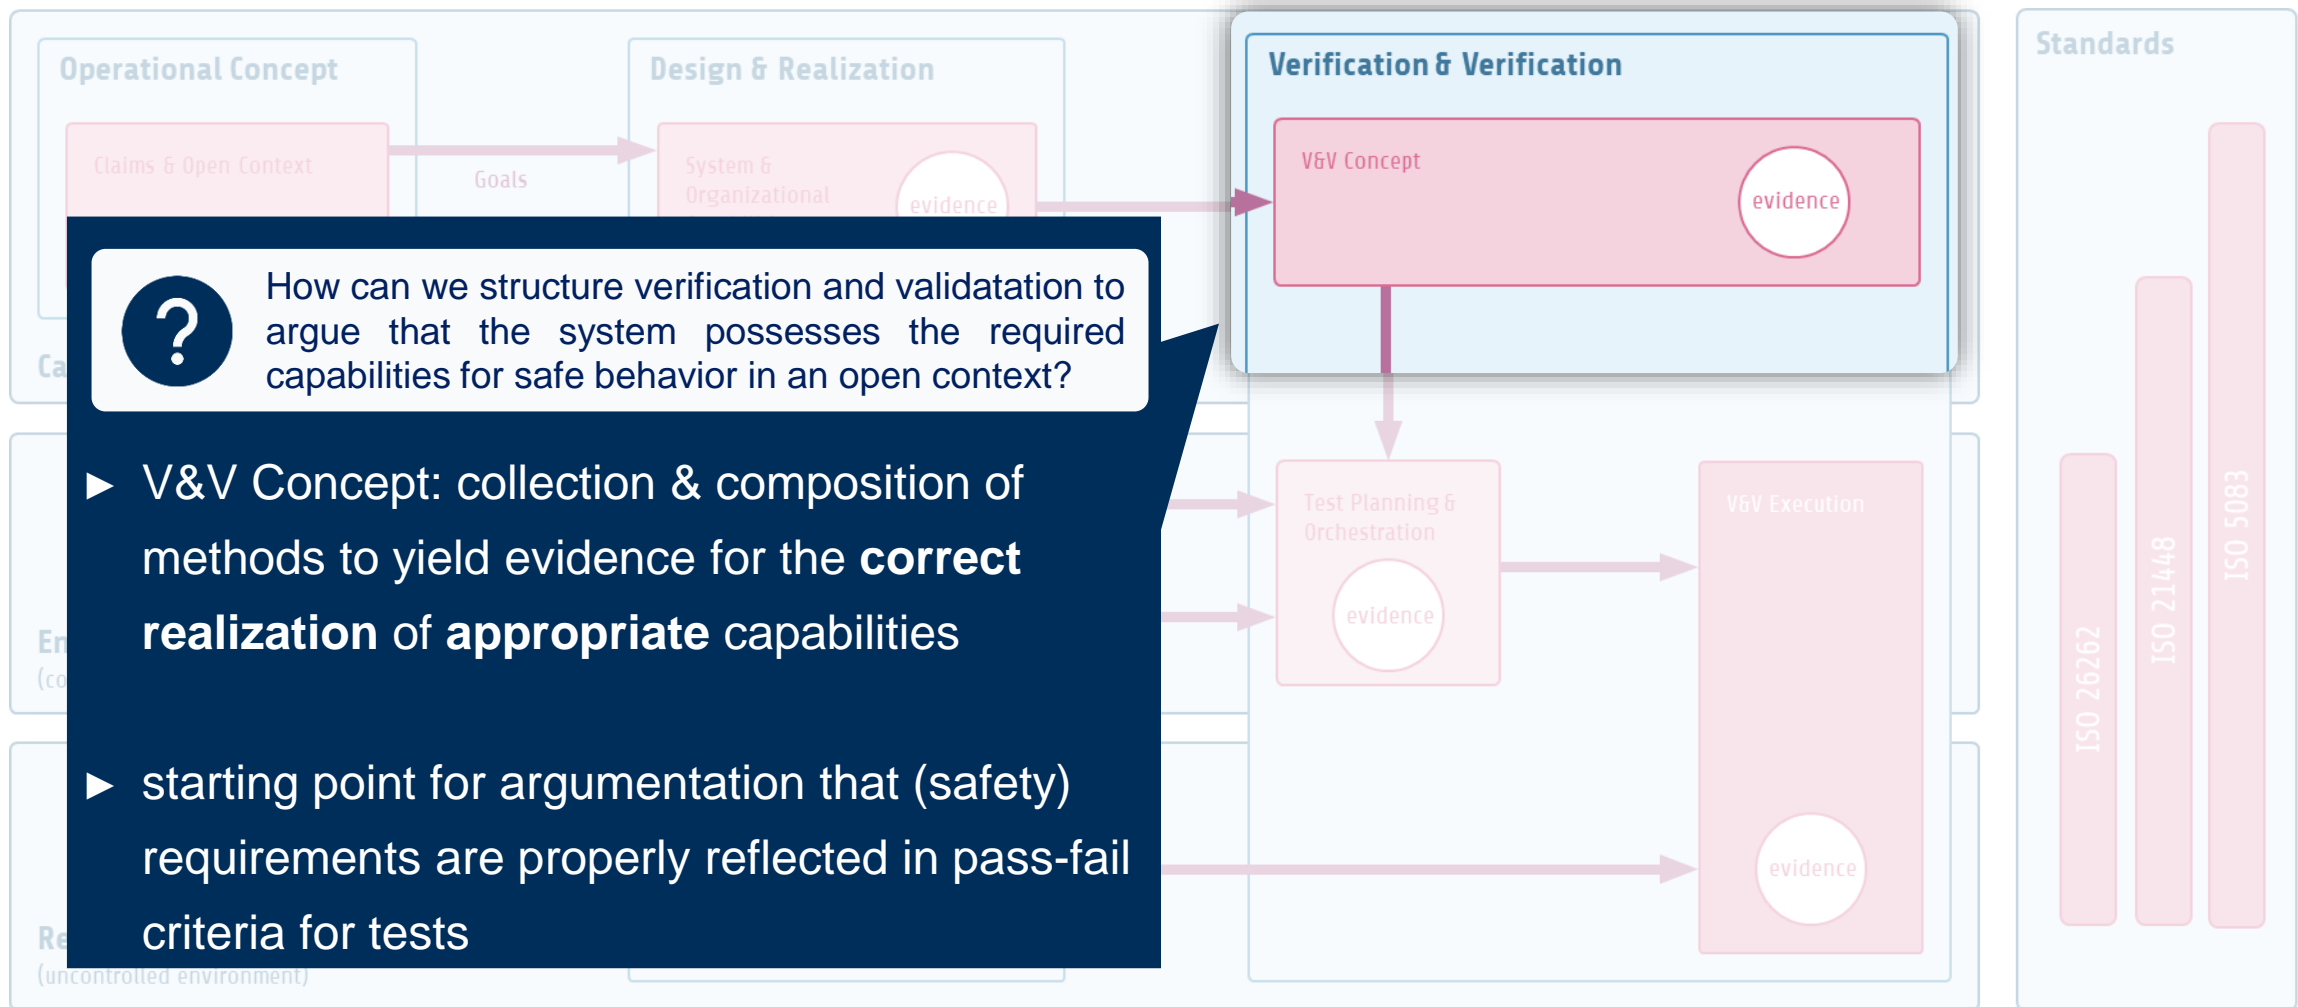 Operational Concept
Design & Realization
Verification & Verification
Standards
Claims & Open Context
Goals
System &
Organizational
evidence
V&V Concept
evidence
How can we structure verification and validatation to
argue that the system possesses the required
capabilities for safe behavior in an open context?
Ca
► V&V Concept: collection & composition of
methods to yield evidence for the correct
realization of appropriate capabilities
► starting point for argumentation that (safety)
requirements are properly reflected in pass-fail
criteria for tests
En
(co
Re
(uncontrolled environment)
Test Planning &
Orchestration
evidence
V&V Execution
evidence
ISO 26262
ISO 21448
ISO 5083